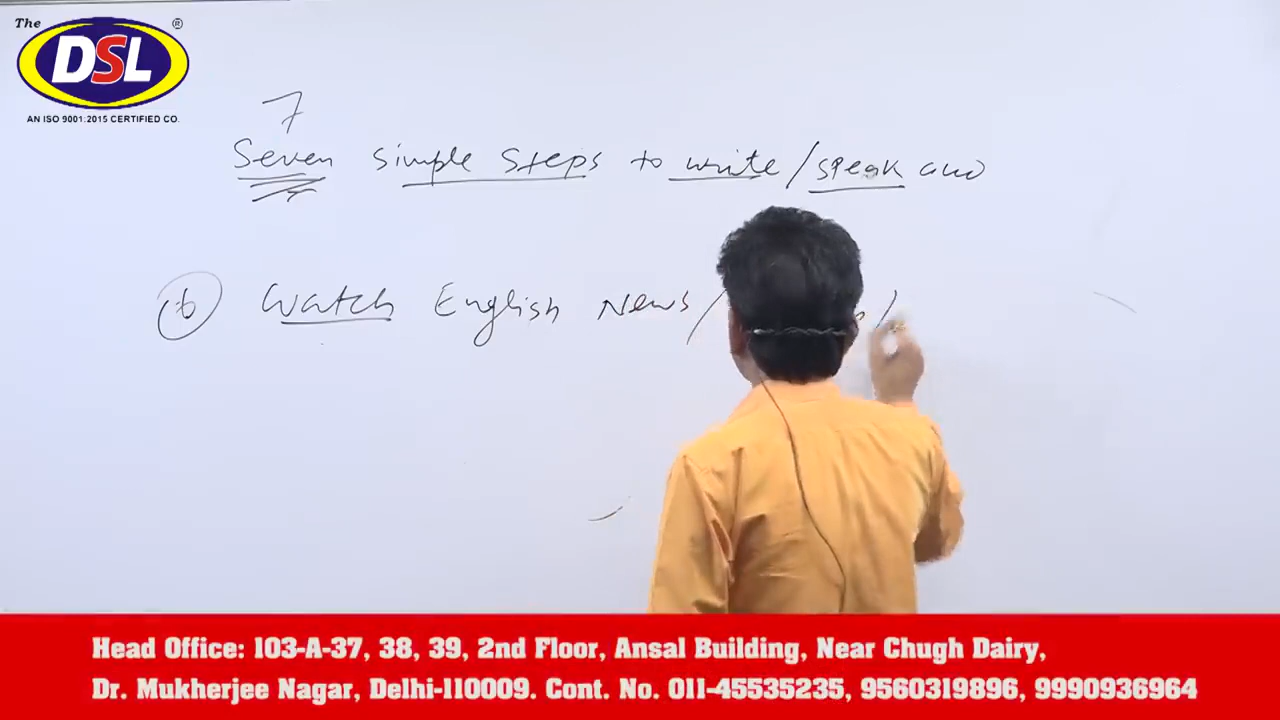 The
DSL ®
AN ISO 9001:2015 CERTIFIED CO.
7
Seven simple steps to write / speak
6 Watch English News / /
Head Office: 103-A-37, 38, 39, 2nd Floor, Ansal Building, Near Chugh Dairy,
Dr. Mukherjee Nagar, Delhi-110009. Cont. No. 011-45535235, 9560319896, 9990936964